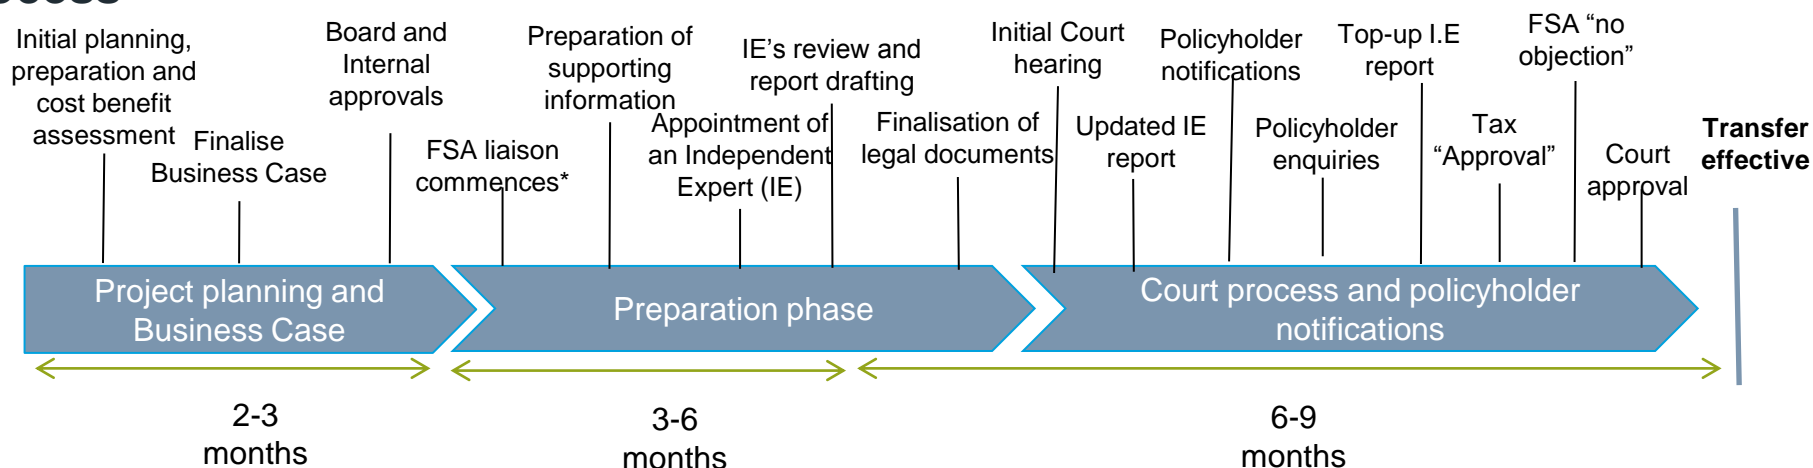 Initial planning,
preparation and
cost benefit
assessment
Finalise
Business Case
Board and
Internal
approvals
FSA liaison
commences*
Preparation of
supporting
information
Appointment of
an Independent
Expert (IE)
IE's review and
report drafting
Finalisation of
legal documents
Initial Court
hearing
Updated IE
report
Policyholder
notifications
Policyholder
enquiries
Top-up I.E
report
Tax
“Approval”
FSA “no
objection”
Court
approval
Transfer
effective
Project planning and
Business Case
Preparation phase
Court process and policyholder
notifications
2-3
months
3-6
months
6-9
months